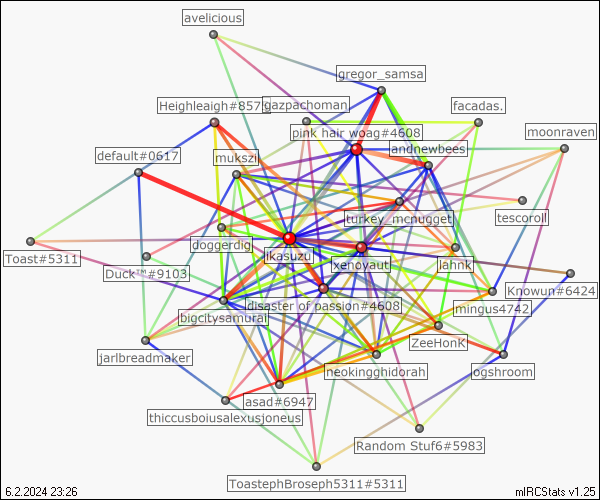 avelicious
gregor_samsa
Heighleigh#857
gazpachoman
facadas.
pink hair woag#4608
moonraven
default#0617
mukszi
andnewbees
turkey_mcnugget
tescoroll
Toast#5311
doggerdig
ikasuzu
xenoyaut
lahnk
Duck™#9103
Knowun#6424
bigcitysamurai
disaster of passion#4608
mingus4742
ZeeHonk
jarlbreadmaker
neokingghidorah
ogshroom
asad#6947
thiccusboiusalexusjoneus
Random Stuf6#5983
ToastephBroseph5311#5311
6.2.2024 23:26
mIRCStats v1.25